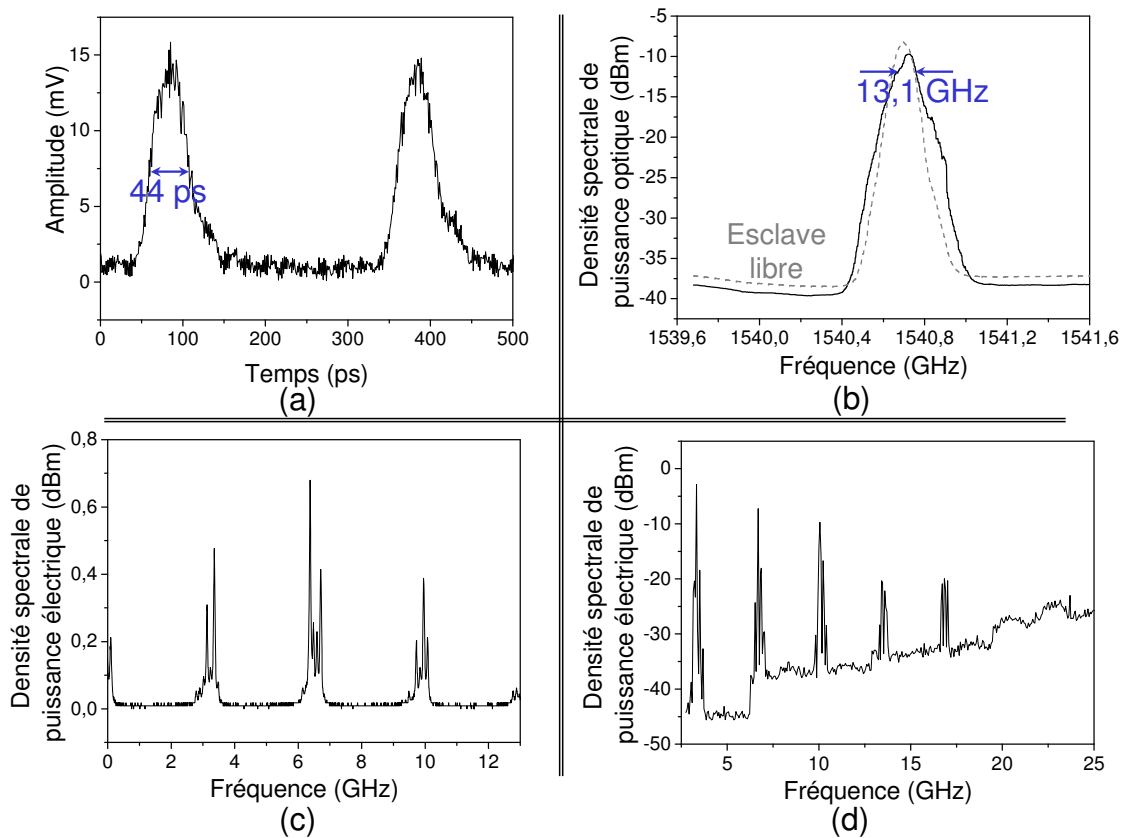 Amplitude (mV)
15
10
5
0
44 ps
0 100 200 300 400 500
Temps (ps)
(a)
Densité spectrale de
puissance optique (dBm)
-5
-10
-15
-20
-25
-30
-35
-40
13,1 GHz
Esclave
libre
1539,6 1540,0 1540,4 1540,8 1541,2 1541,6
Fréquence (GHz)
(b)
Densité spectrale de
puissance électrique (dBm)
0,8
0,6
0,4
0,2
0,0
0 2 4 6 8 10 12
Fréquence (GHz)
(c)
Densité spectrale de
puissance électrique (dBm)
0
-10
-20
-30
-40
-50
5 10 15 20 25
Fréquence (GHz)
(d)